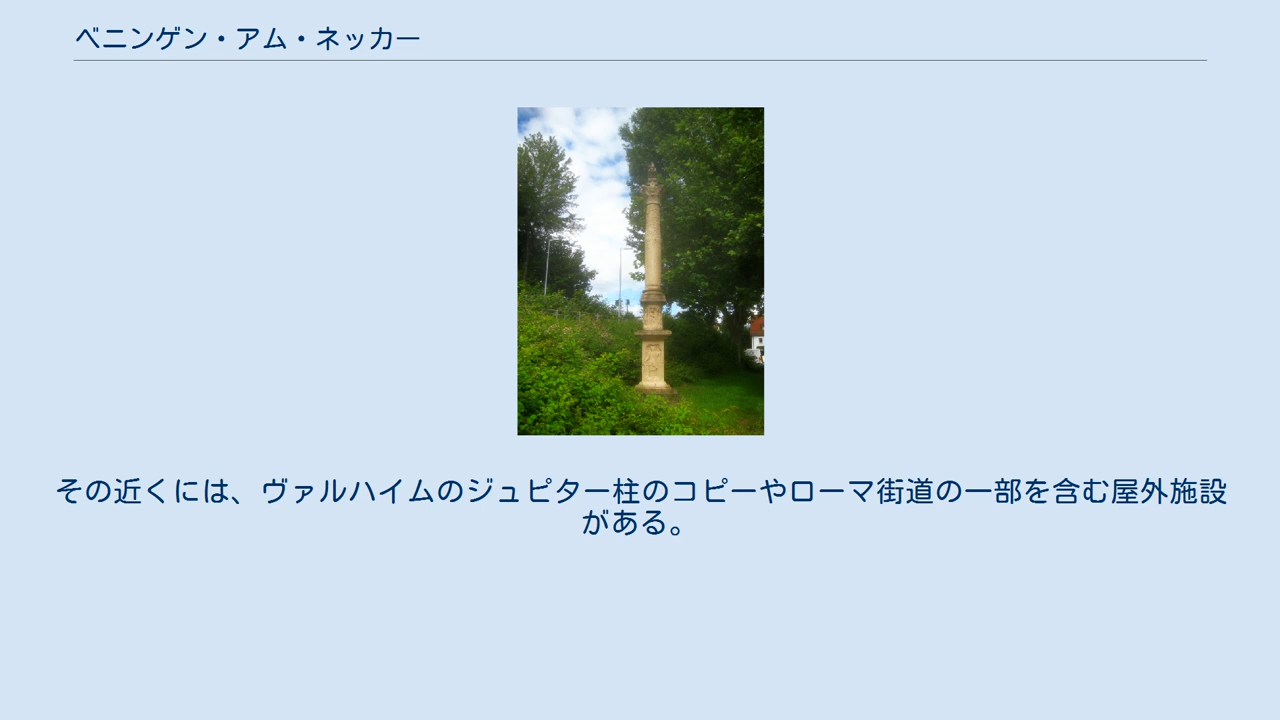 ベニンゲン・アム・ネッカー
その近くには、ヴァルハイムのジュピター柱のコピーやローマ街道の一部を含む屋外施設
がある。